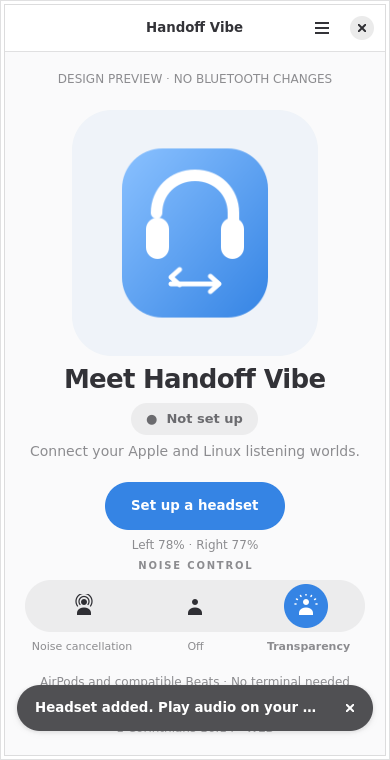 Handoff Vibe
DESIGN PREVIEW · NO BLUETOOTH CHANGES
Meet Handoff Vibe
Not set up
Connect your Apple and Linux listening worlds.
Set up a headset
Left 78% · Right 77%
NOISE CONTROL
Noise cancellation
Off
Transparency
AirPods and compatible Beats · No terminal needed
Headset added. Play audio on your …